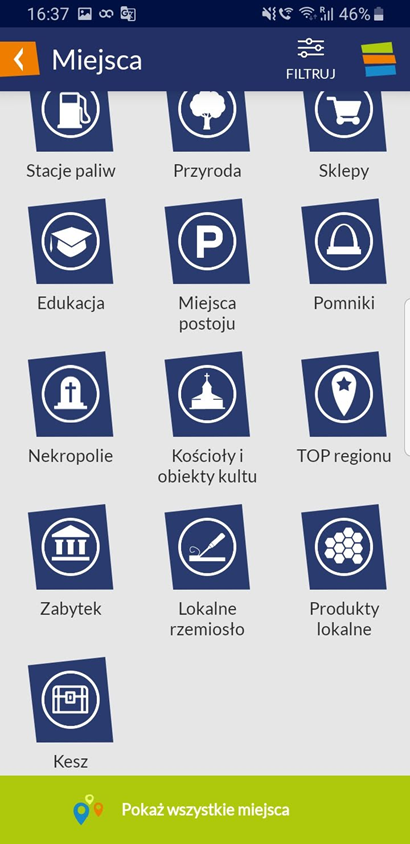 16:37
46%
Miejsca
FILTRUJ
Stacje paliw
Przyroda
Sklepy
Edukacja
P
Miejsca
postoju
Pomniki
Nekropolie
Kościoły i
obiekty kultu
TOP regionu
Zabytek
Lokalne
rzemiosło
Produkty
lokalne
Kesz
Pokaż wszystkie miejsca